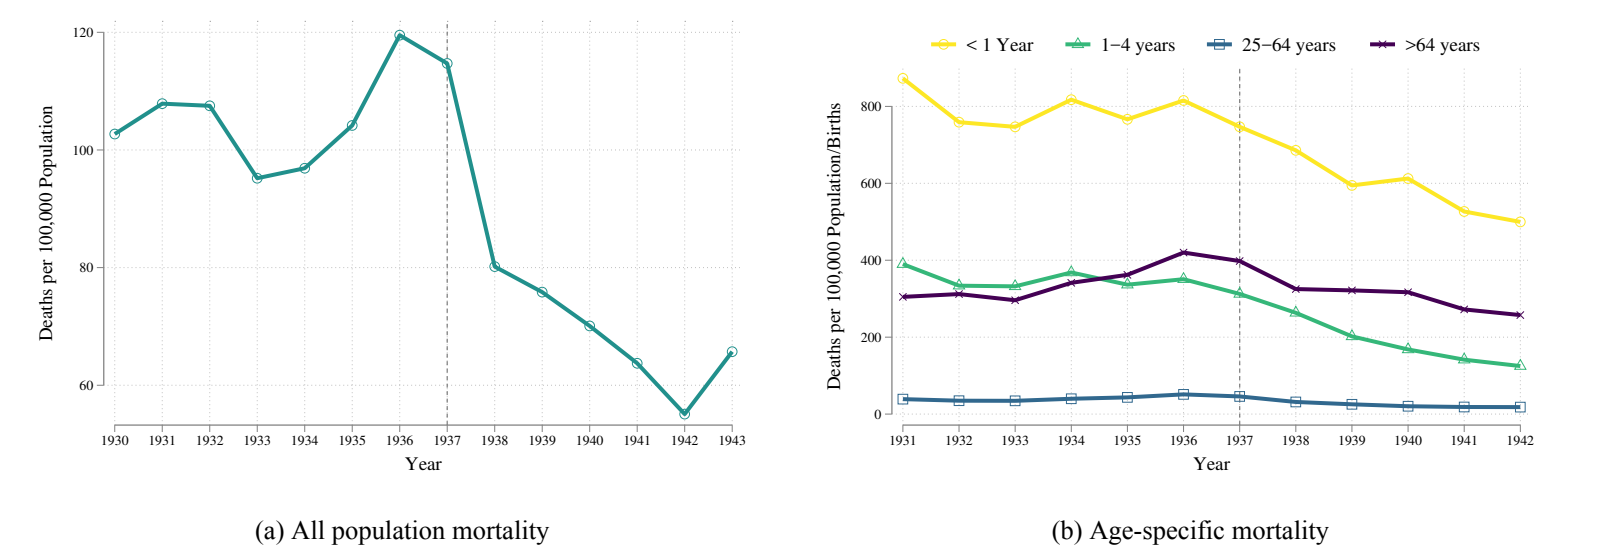 120
100
80
60
Deaths per 100,000 Population
1930 1931 1932 1933 1934 1935 1936 1937 1938 1939 1940 1941 1942 1943
Year
(a) All population mortality
< 1 Year 1−4 years 25−64 years >64 years
800
600
400
200
0
Deaths per 100,000 Population/Births
1931 1932 1933 1934 1935 1936 1937 1938 1939 1940 1941 1942
Year
(b) Age-specific mortality